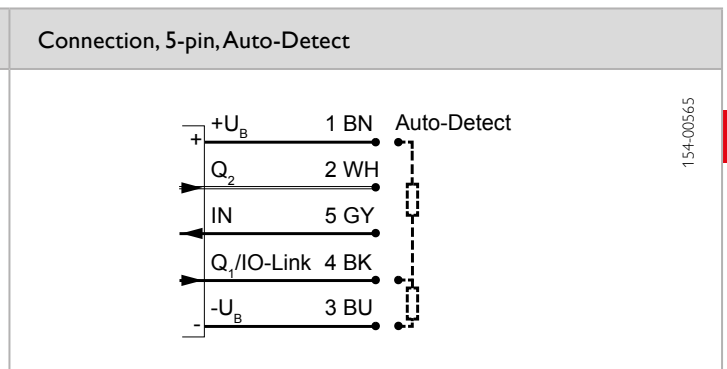 Connection, 5-pin, Auto-Detect
+U_B 1 BN Auto-Detect
+
Q_2 2 WH
IN 5 GY
Q_1/IO-Link 4 BK
-U_B 3 BU
-
154-00565